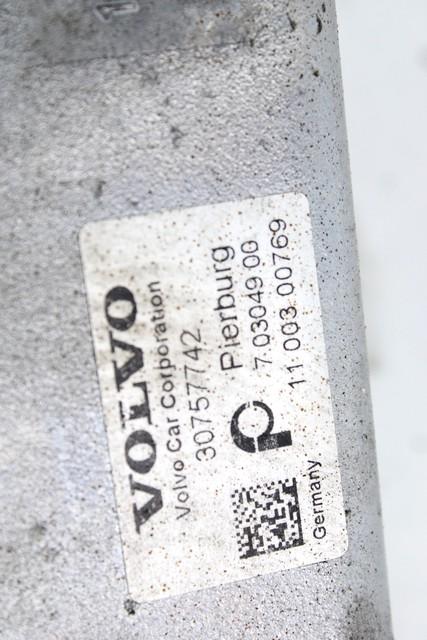 VOLVO
Volvo Car Corporation
30757742
Pierburg
7.03049.00
11 003 00769
Germany